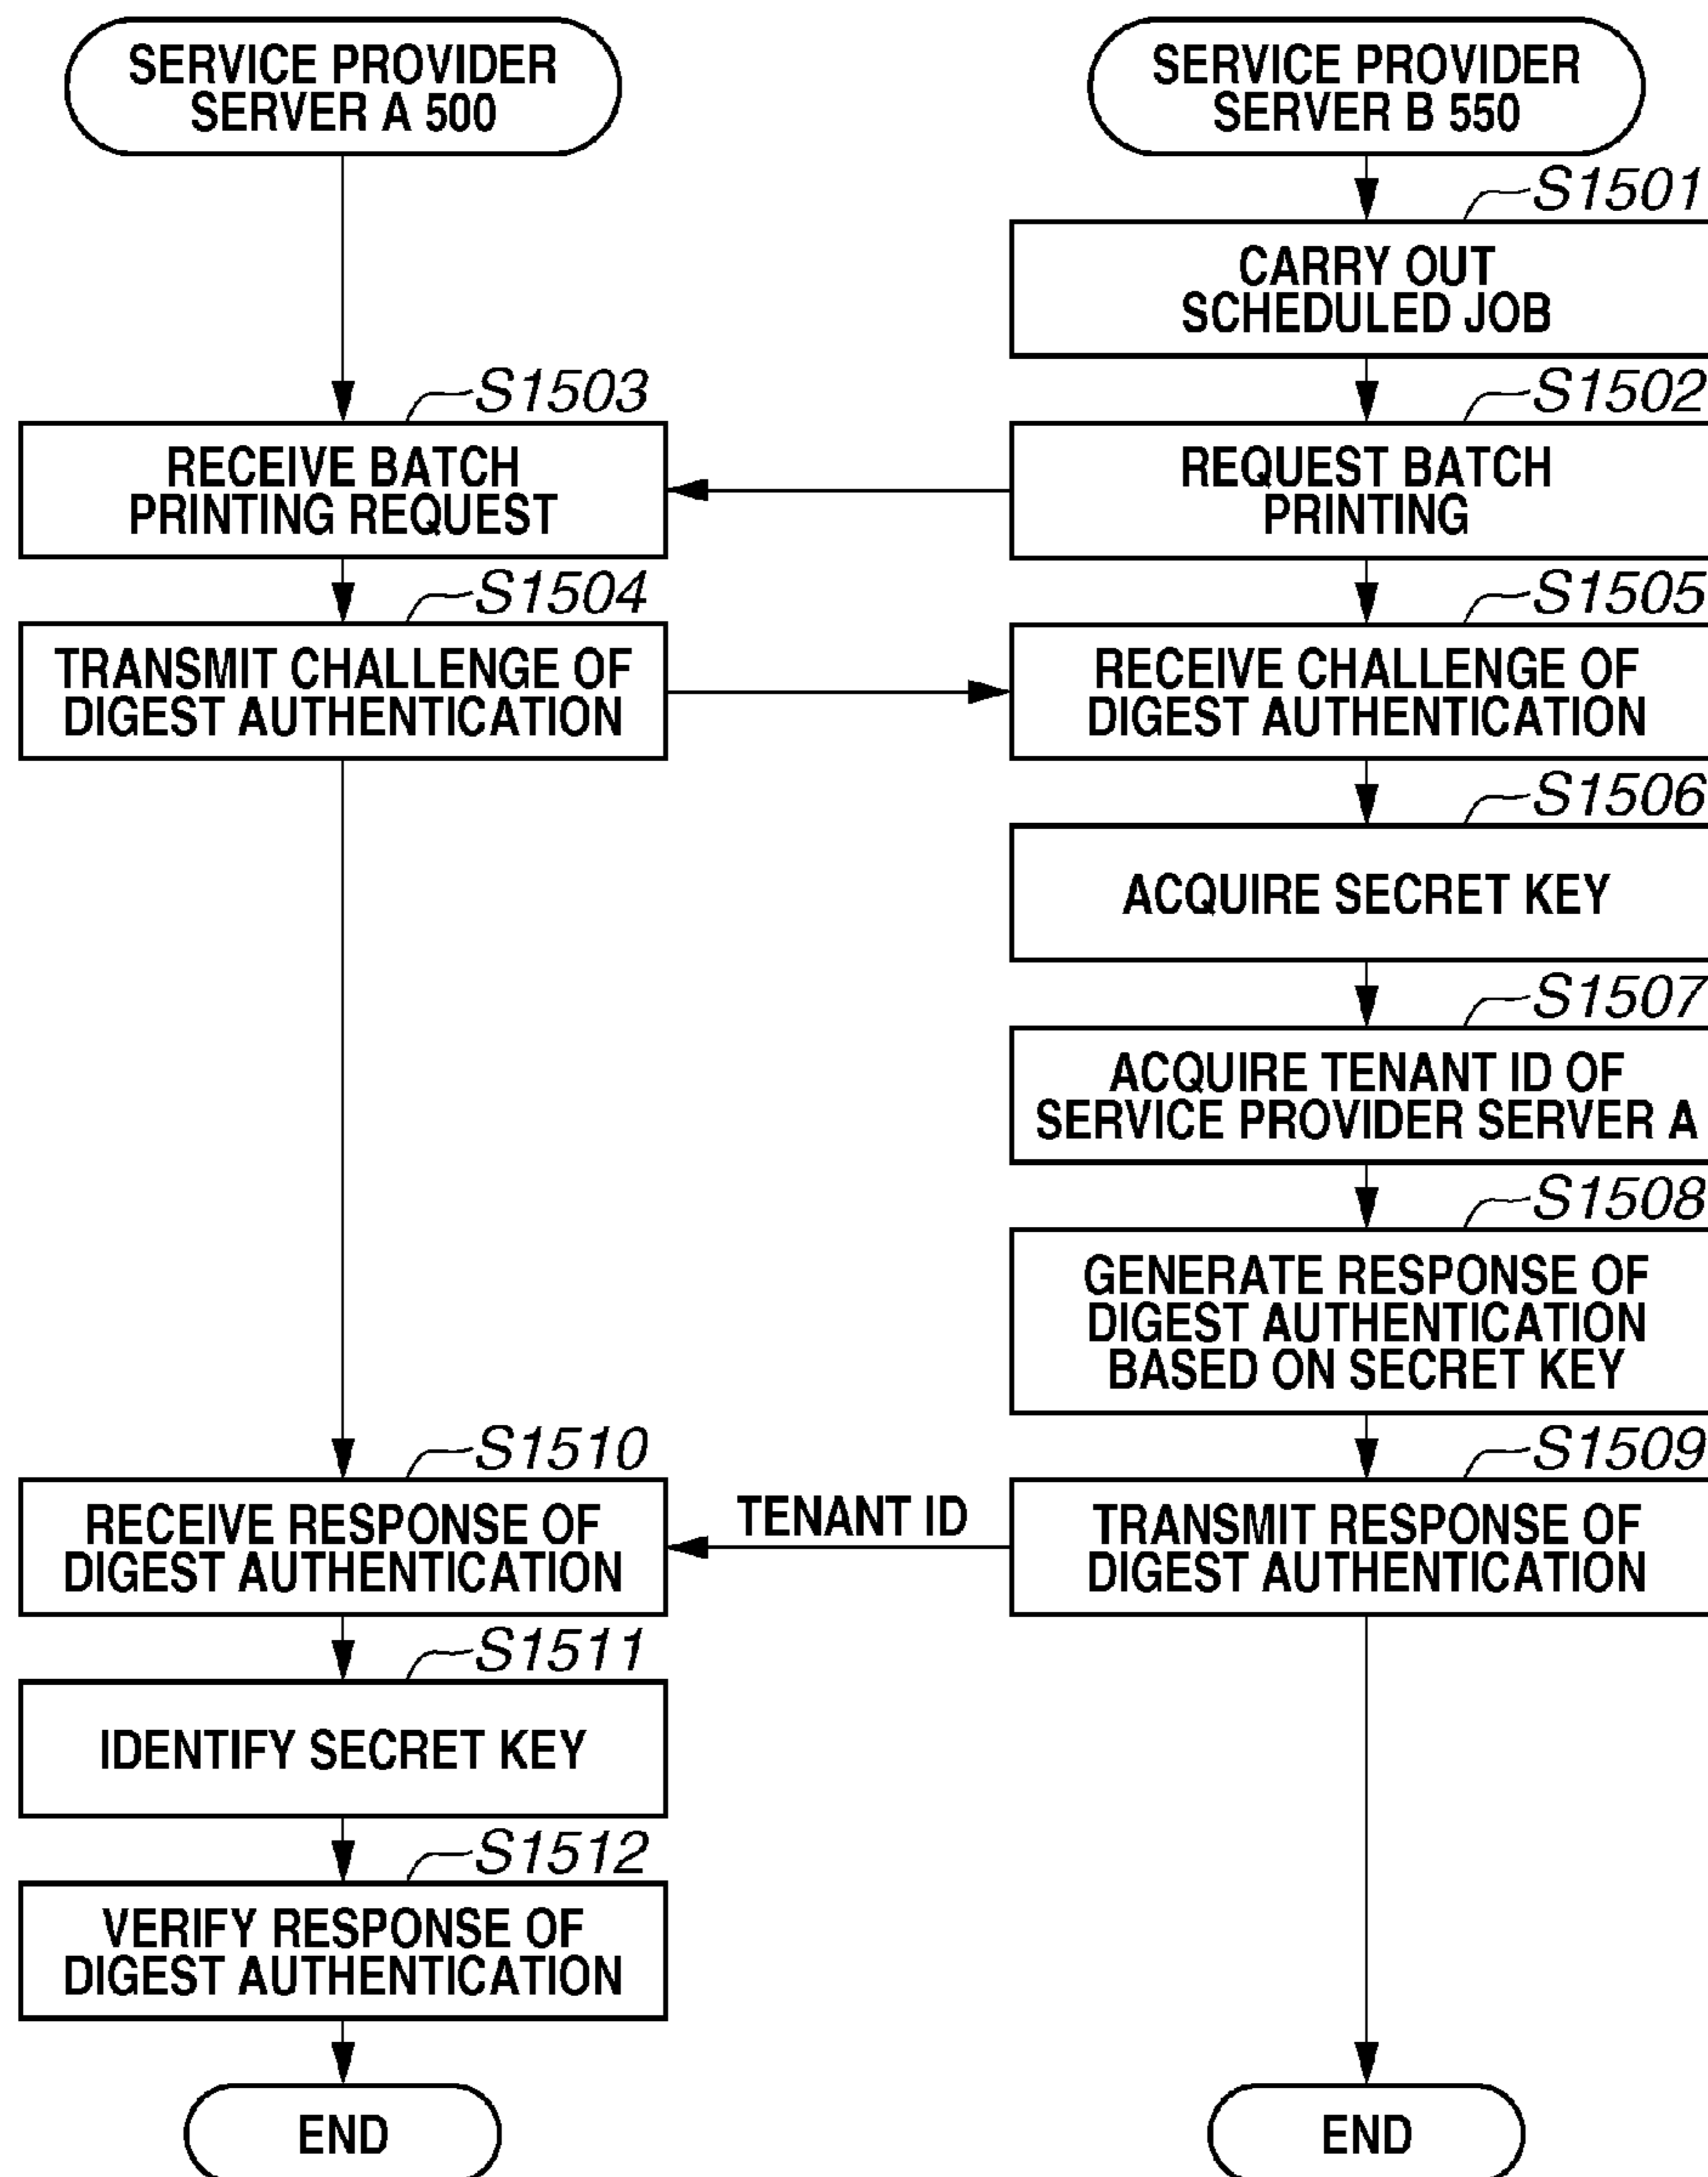 SERVICE PROVIDER
SERVER A 500
SERVICE PROVIDER
SERVER B 550
S1501
CARRY OUT
SCHEDULED JOB
S1503
S1502
RECEIVE BATCH
PRINTING REQUEST
REQUEST BATCH
PRINTING
S1504
S1505
TRANSMIT CHALLENGE OF
DIGEST AUTHENTICATION
RECEIVE CHALLENGE OF
DIGEST AUTHENTICATION
S1506
ACQUIRE SECRET KEY
S1507
ACQUIRE TENANT ID OF
SERVICE PROVIDER SERVER A
S1508
GENERATE RESPONSE OF
DIGEST AUTHENTICATION
BASED ON SECRET KEY
S1510
S1509
RECEIVE RESPONSE OF
DIGEST AUTHENTICATION
TENANT ID
TRANSMIT RESPONSE OF
DIGEST AUTHENTICATION
S1511
IDENTIFY SECRET KEY
S1512
VERIFY RESPONSE OF
DIGEST AUTHENTICATION
END
END